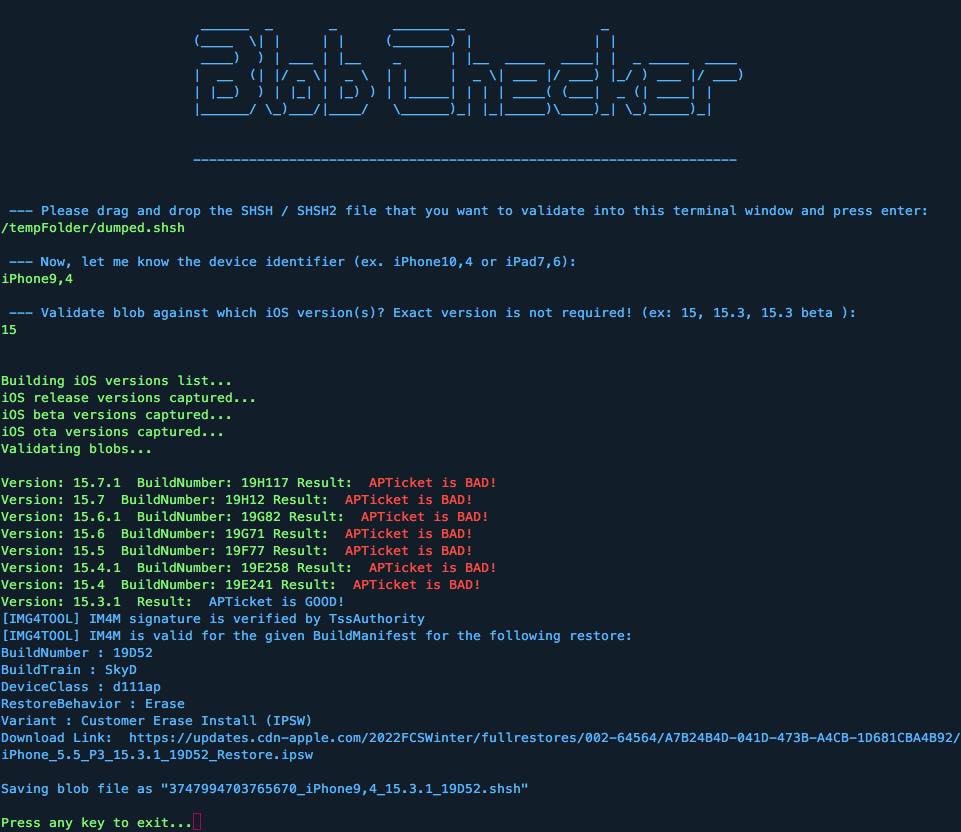 Blob Checker
--- Please drag and drop the SHSH / SHSH2 file that you want to validate into this terminal window and press enter:
/tempFolder/dumped.shsh
--- Now, let me know the device identifier (ex. iPhone10,4 or iPad7,6):
iPhone9,4
--- Validate blob against which iOS version(s)? Exact version is not required! (ex: 15, 15.3, 15.3 beta ):
15
Building iOS versions list...
iOS release versions captured...
iOS beta versions captured...
iOS ota versions captured...
Validating blobs...
Version: 15.7.1  BuildNumber: 19H117 Result:  APTicket is BAD!
Version: 15.7  BuildNumber: 19H12 Result:  APTicket is BAD!
Version: 15.6.1  BuildNumber: 19G82 Result:  APTicket is BAD!
Version: 15.6  BuildNumber: 19G71 Result:  APTicket is BAD!
Version: 15.5  BuildNumber: 19F77 Result:  APTicket is BAD!
Version: 15.4.1  BuildNumber: 19E258 Result:  APTicket is BAD!
Version: 15.4  BuildNumber: 19E241 Result:  APTicket is BAD!
Version: 15.3.1  Result:  APTicket is GOOD!
[IMG4TOOL] IM4M signature is verified by TssAuthority
[IMG4TOOL] IM4M is valid for the given BuildManifest for the following restore:
BuildNumber : 19D52
BuildTrain : SkyD
DeviceClass : d111ap
RestoreBehavior : Erase
Variant : Customer Erase Install (IPSW)
Download Link:  https://updates.cdn-apple.com/2022FCSWinter/fullrestores/002-64564/A7B24B4D-041D-473B-A4CB-1D681CBA4B92/
iPhone_5.5_P3_15.3.1_19D52_Restore.ipsw
Saving blob file as "3747994703765670_iPhone9,4_15.3.1_19D52.shsh"
Press any key to exit...